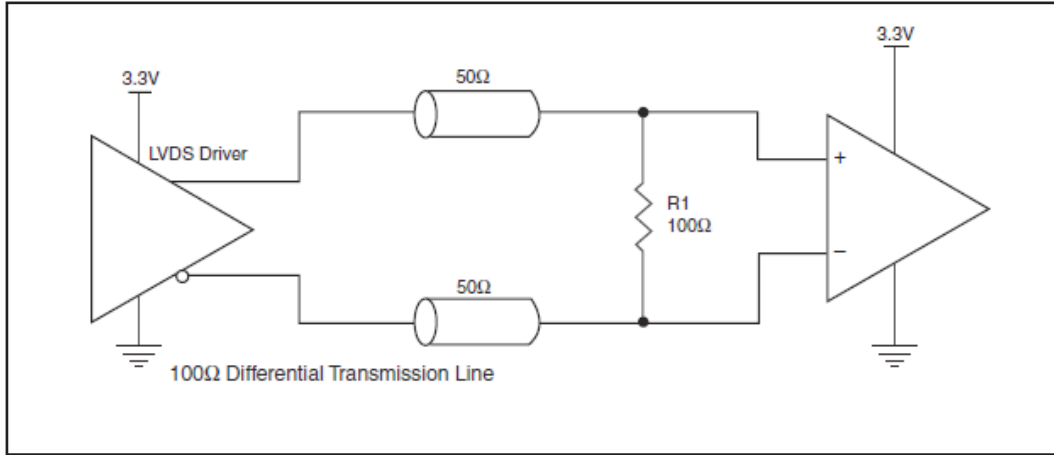 3.3V
3.3V
50Ω
LVDS Driver
+
R1
100Ω
−
50Ω
100Ω Differential Transmission Line